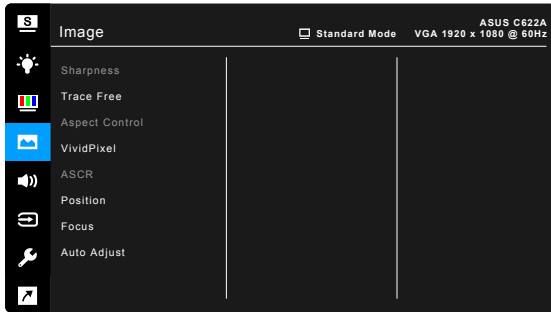 S
Image
Standard Mode
ASUS C622A
VGA 1920 x 1080 @ 60Hz
Sharpness
Trace Free
Aspect Control
VividPixel
ASCR
Position
Focus
Auto Adjust